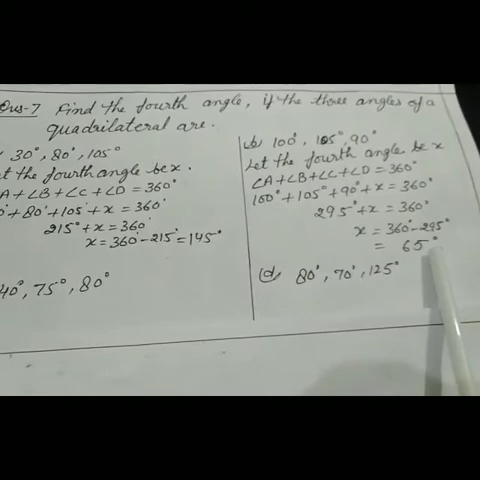 Ques-7 Find the fourth angle, if the three angles of a
quadrilateral are.
30°, 80°, 105°
the fourth angle be x.
A + ∠B + ∠C + ∠D = 360°
+ 80° + 105° + x = 360°
215° + x = 360°
x = 360° - 215° = 145°
40°, 75°, 80°
(b) 100°, 105°, 90°
Let the fourth angle be x
∠A + ∠B + ∠C + ∠D = 360°
100° + 105° + 90° + x = 360°
295° + x = 360°
x = 360° - 295°
= 65°
(d) 80°, 70°, 125°